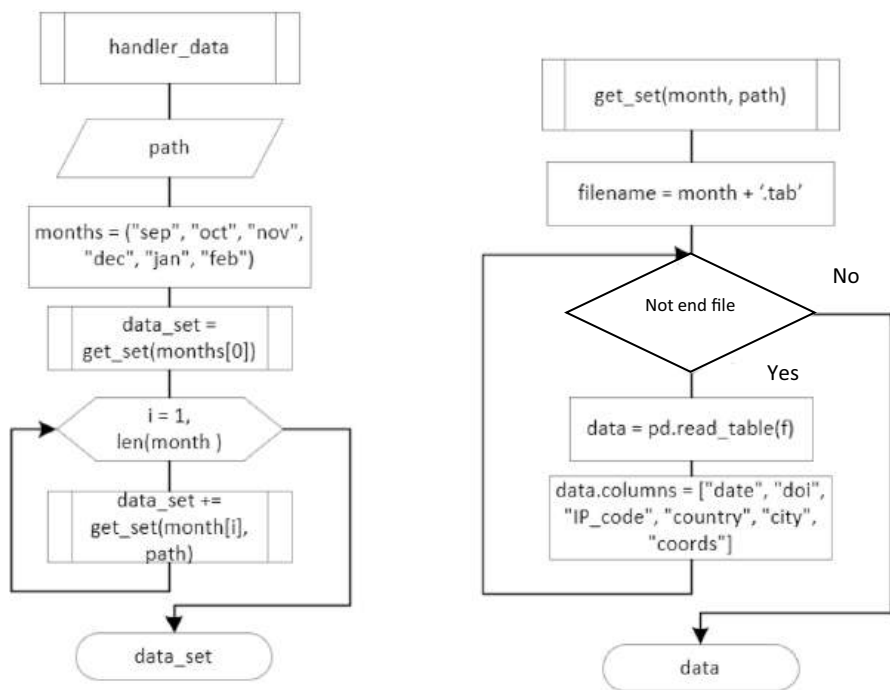 handler_data
path
months = ("sep", "oct", "nov",
"dec", "jan", "feb")
data_set =
get_set(months[0])
i = 1,
len(month )
data_set +=
get_set(month[i],
path)
data_set
get_set(month, path)
filename = month + ‘.tab’
Not end file
No
Yes
data = pd.read_table(f)
data.columns = ["date", "doi",
"IP_code", "country", "city",
"coords"]
data